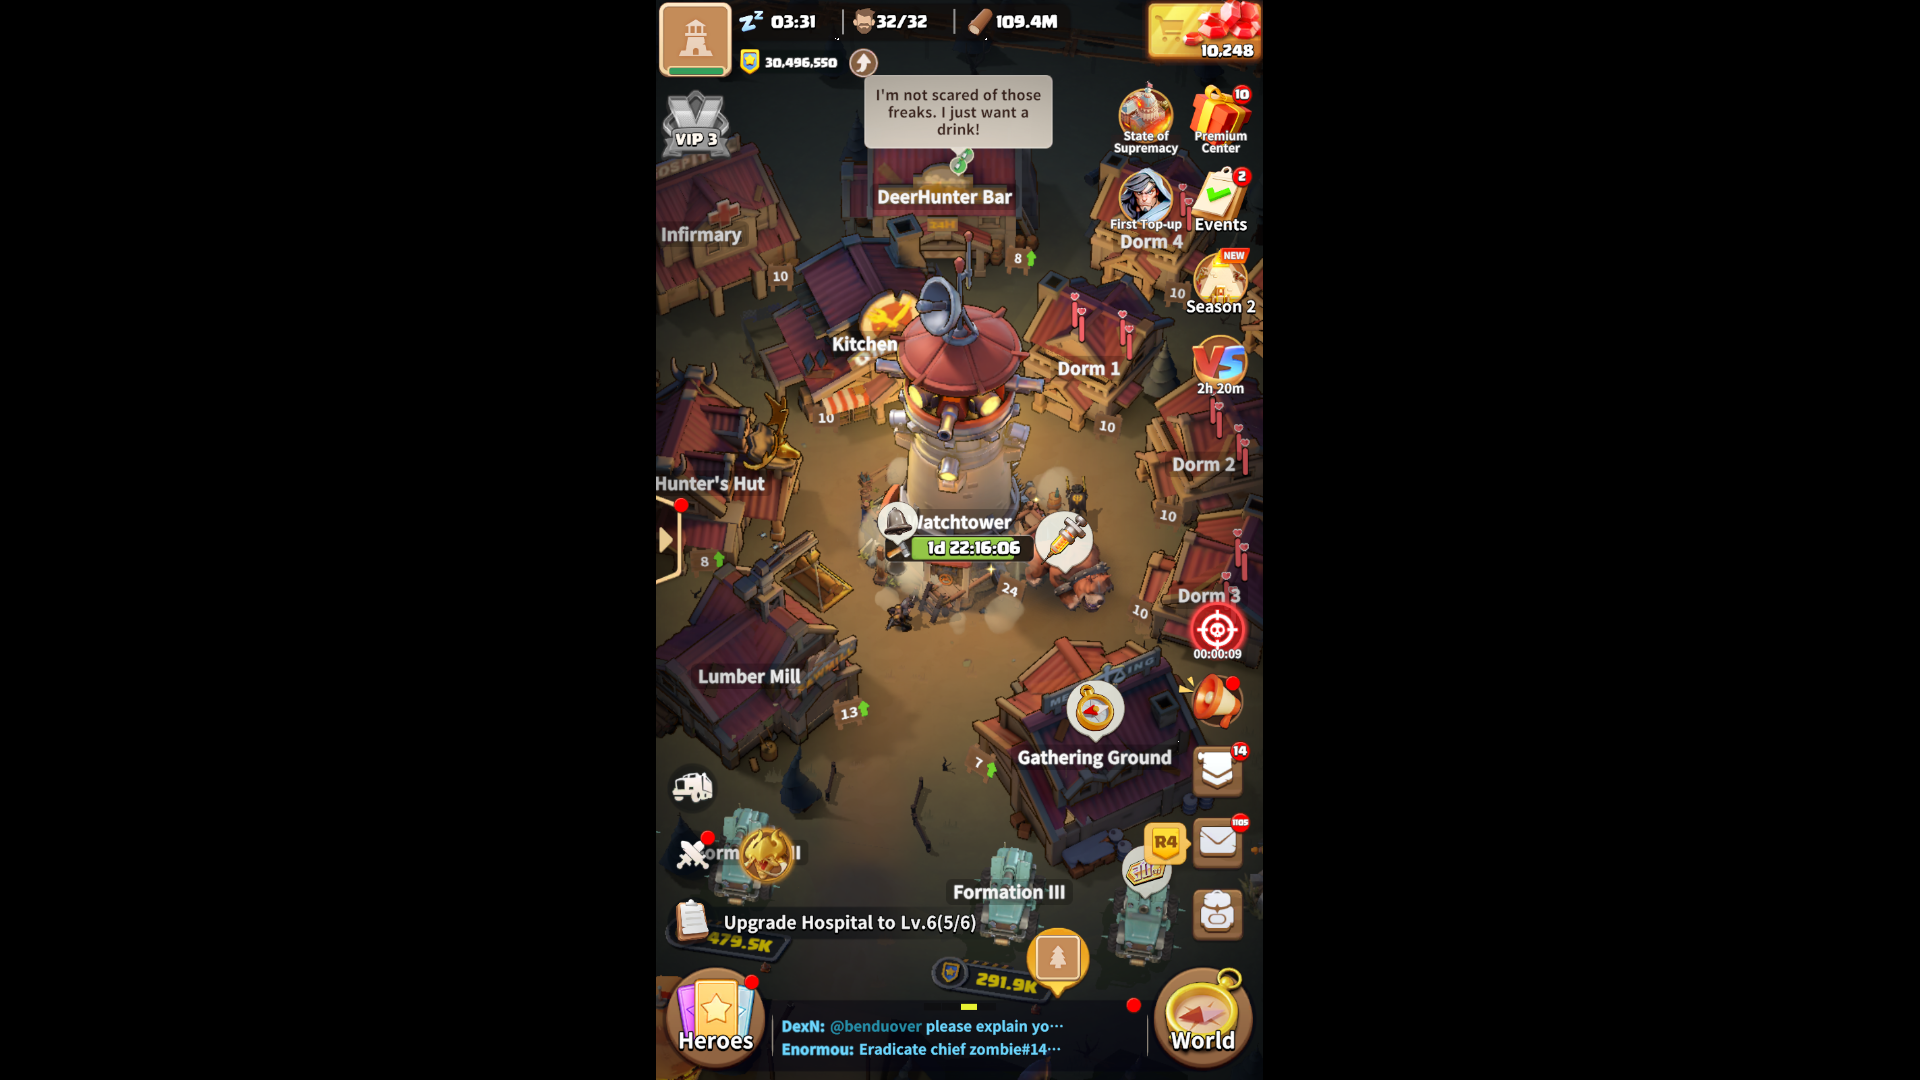 03:31
32/32
109.4M
10,248
30,496,550
VIP 3
I'm not scared of those
freaks. I just want a
drink!
State of
Supremacy
10
Premium
Center
DeerHunter Bar
Infirmary
First Top-up
2
Events
Dorm 4
8
10
10
NEW
Season 2
Kitchen
Dorm 1
VS
2h 20m
10
10
Dorm 2
Hunter's Hut
10
Watchtower
1d 22:16:06
8
24
10
Dorm 3
00:00:09
Lumber Mill
SAWMILL
13
Gathering Ground
7
14
1105
R4
Formation III
Upgrade Hospital to Lv.6(5/6)
479.5K
291.9K
Heroes
DexN: @benduover please explain yo···
Enormou: Eradicate chief zombie#14···
World